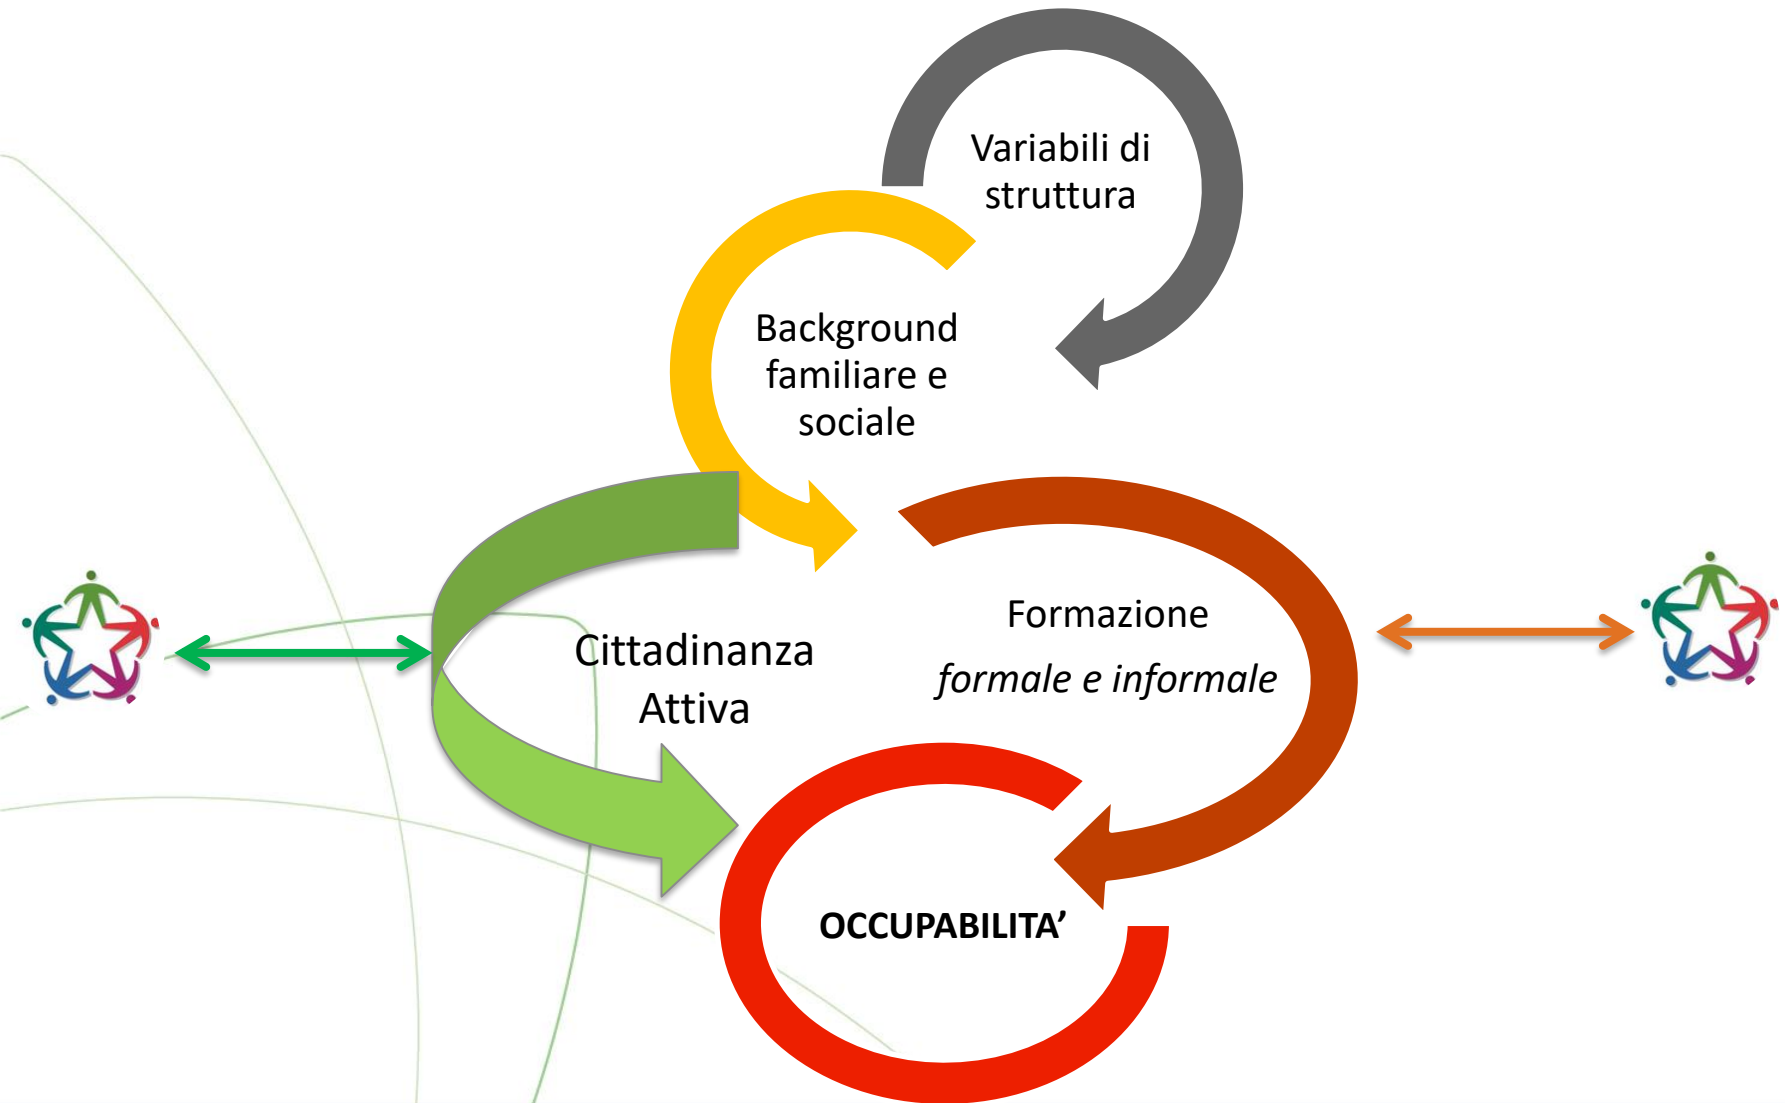 Variabili di
struttura
Background
familiare e
sociale
Cittadinanza
Attiva
Formazione
formale e informale
OCCUPABILITA’